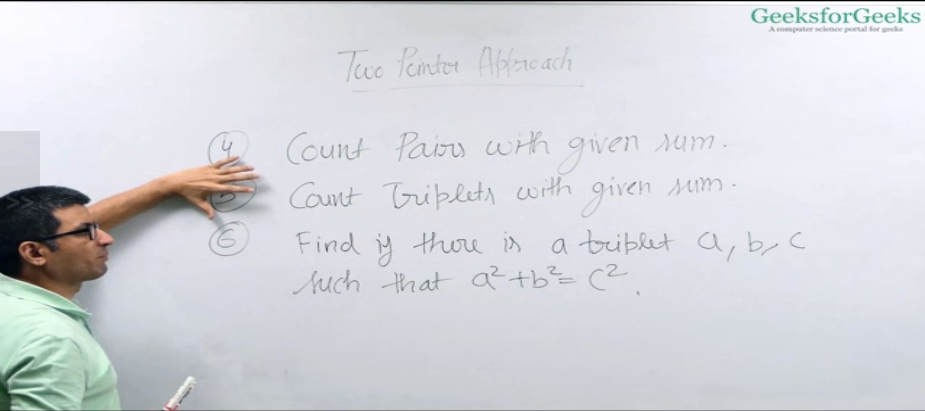 GeeksforGeeks
A computer science portal for geeks
Two Pointer Approach
4 Count Pairs with given sum.
5 Count Triplets with given sum.
6 Find if there is a triplet a, b, c
such that a²+b²=c².